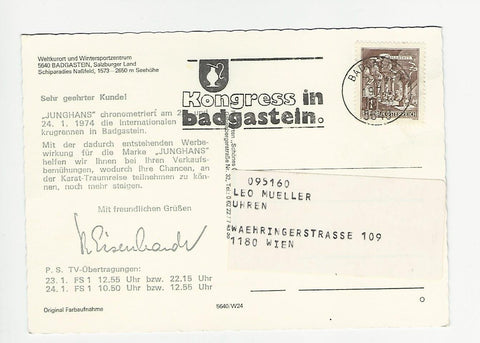 Weltkurort und Wintersportzentrum
5640 BADGASTEIN, Salzburger Land
Schiparadies Naßfeld, 1573 - 2650 m Seehöhe
Kongress in
badgastein.
Sehr geehrter Kunde!
„JUNGHANS" chronometriert am 2
24. 1. 1974 die internationalen
krugrennen in Badgastein.
Mit der dadurch entstehenden Werbe-
wirkung für die Marke „JUNGHANS"
helfen wir Ihnen bei Ihren Verkaufs-
bemühungen, wodurch Ihre Chancen, an
der Karat-Traumreise teilnehmen zu kön-
nen, noch mehr steigen.
Mit freundlichen Grüßen
P. S. TV-Übertragungen:
23.1. FS 1 12.55 Uhr bzw. 22.15 Uhr
24.1. FS 1 10.50 Uhr bzw. 12.55 Uhr
Original Farbaufnahme
5640/W24
095160
LEO MUELLER
UHREN
WAEHRINGERSTRASSE 109
1180 WIEN